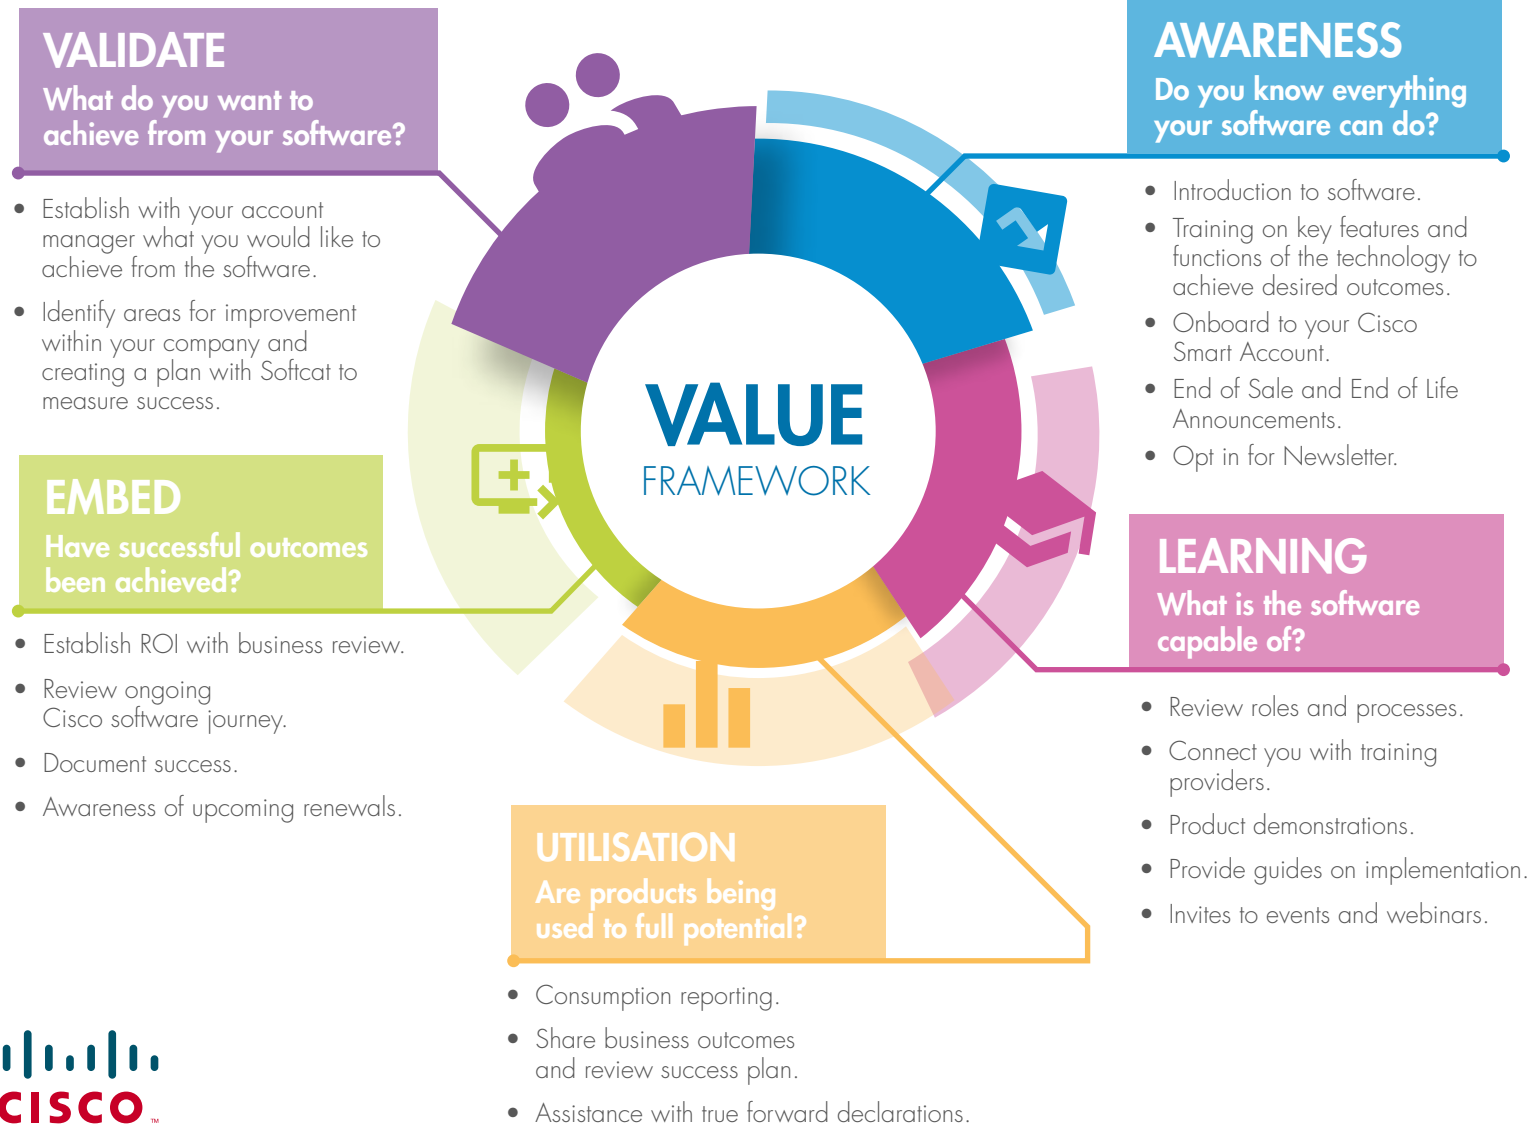 VALIDATE
What do you want to
achieve from your software?
• Establish with your account
manager what you would like to
achieve from the software.
• Identify areas for improvement
within your company and
creating a plan with Softcat to
measure success.
AWARENESS
Do you know everything
your software can do?
• Introduction to software.
• Training on key features and
functions of the technology to
achieve desired outcomes.
• Onboard to your Cisco
Smart Account.
• End of Sale and End of Life
Announcements.
• Opt in for Newsletter.
VALUE
FRAMEWORK
EMBED
Have successful outcomes
been achieved?
• Establish ROI with business review.
• Review ongoing
Cisco software journey.
• Document success.
• Awareness of upcoming renewals.
LEARNING
What is the software
capable of?
• Review roles and processes.
• Connect you with training
providers.
• Product demonstrations.
• Provide guides on implementation.
• Invites to events and webinars.
UTILISATION
Are products being
used to full potential?
• Consumption reporting.
• Share business outcomes
and review success plan.
• Assistance with true forward declarations.
CISCO™